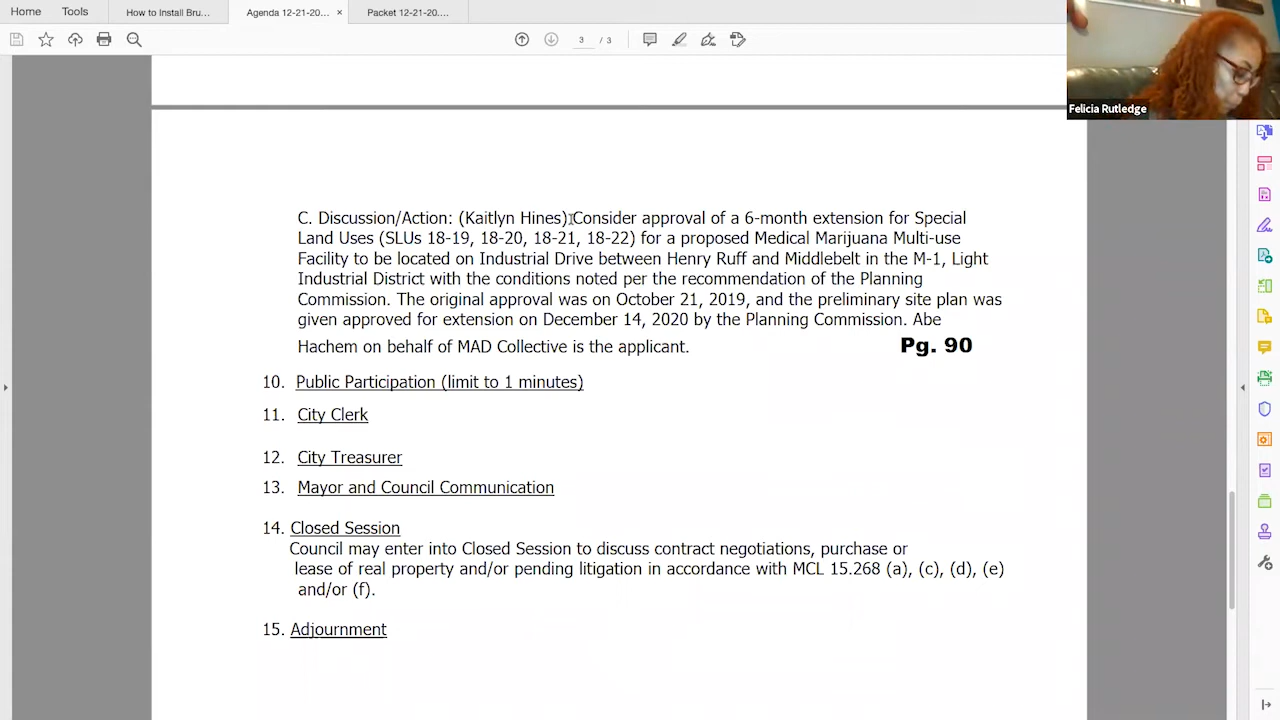 Home
Tools
How to Install Bru...
Agenda 12-21-20... ×
Packet 12-21-20....
3 / 3
Felicia Rutledge
C. Discussion/Action: (Kaitlyn Hines) Consider approval of a 6-month extension for Special
Land Uses (SLUs 18-19, 18-20, 18-21, 18-22) for a proposed Medical Marijuana Multi-use
Facility to be located on Industrial Drive between Henry Ruff and Middlebelt in the M-1, Light
Industrial District with the conditions noted per the recommendation of the Planning
Commission. The original approval was on October 21, 2019, and the preliminary site plan was
given approved for extension on December 14, 2020 by the Planning Commission. Abe
Hachem on behalf of MAD Collective is the applicant. Pg. 90
10. Public Participation (limit to 1 minutes)
11. City Clerk
12. City Treasurer
13. Mayor and Council Communication
14. Closed Session
Council may enter into Closed Session to discuss contract negotiations, purchase or
lease of real property and/or pending litigation in accordance with MCL 15.268 (a), (c), (d), (e)
and/or (f).
15. Adjournment